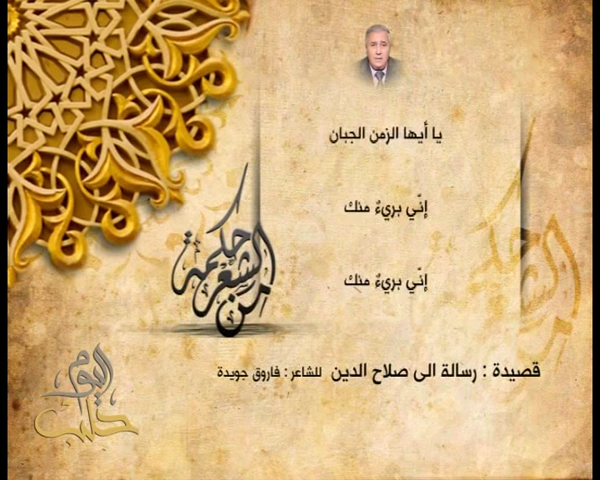 يا أيها الزمن الجبان
إنّي بريءٌ منك
إنّي بريءٌ منك
حكمة
من الشعر
قصيدة : رسالة الى صلاح الدين للشاعر : فاروق جويدة
اليوم
حلب